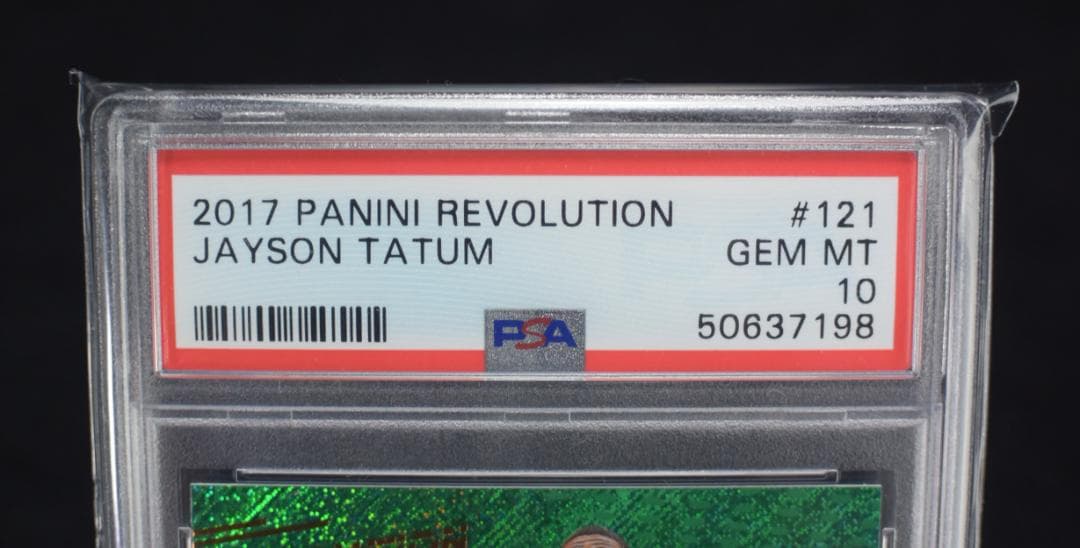 2017 PANINI REVOLUTION #121
JAYSON TATUM GEM MT
10
PSA 50637198